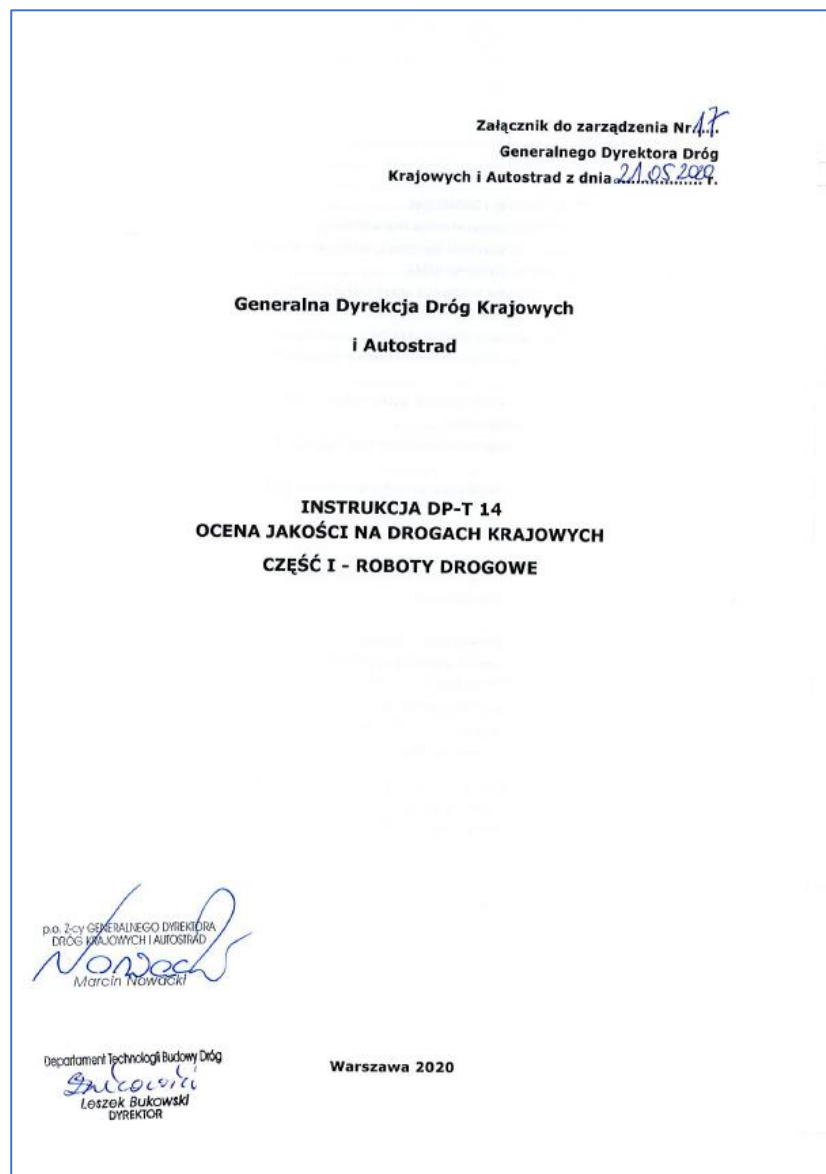 Załącznik do zarządzenia Nr 17.
Generalnego Dyrektora Dróg
Krajowych i Autostrad z dnia 21.05.2020 r.
Generalna Dyrekcja Dróg Krajowych
i Autostrad
INSTRUKCJA DP-T 14
OCENA JAKOŚCI NA DROGACH KRAJOWYCH
CZĘŚĆ I - ROBOTY DROGOWE
p.o. Z-cy GENERALNEGO DYREKTORA
DRÓG KRAJOWYCH I AUTOSTRAD
Nowacki
Marcin Nowacki
Departament Technologii Budowy Dróg
Leszek Bukowski
DYREKTOR
Warszawa 2020